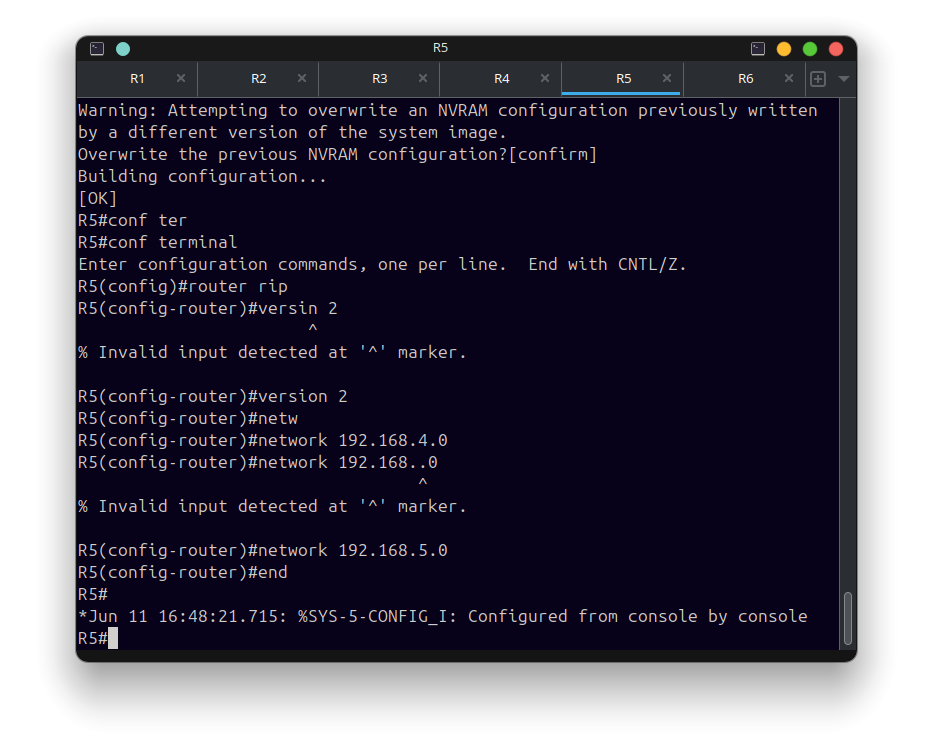 R5
R1 R2 R3 R4 R5 R6
Warning: Attempting to overwrite an NVRAM configuration previously written
by a different version of the system image.
Overwrite the previous NVRAM configuration?[confirm]
Building configuration...
[OK]
R5#conf ter
R5#conf terminal
Enter configuration commands, one per line.  End with CNTL/Z.
R5(config)#router rip
R5(config-router)#versin 2
                       ^
% Invalid input detected at '^' marker.

R5(config-router)#version 2
R5(config-router)#netw
R5(config-router)#network 192.168.4.0
R5(config-router)#network 192.168..0
                                  ^
% Invalid input detected at '^' marker.

R5(config-router)#network 192.168.5.0
R5(config-router)#end
R5#
*Jun 11 16:48:21.715: %SYS-5-CONFIG_I: Configured from console by console
R5#